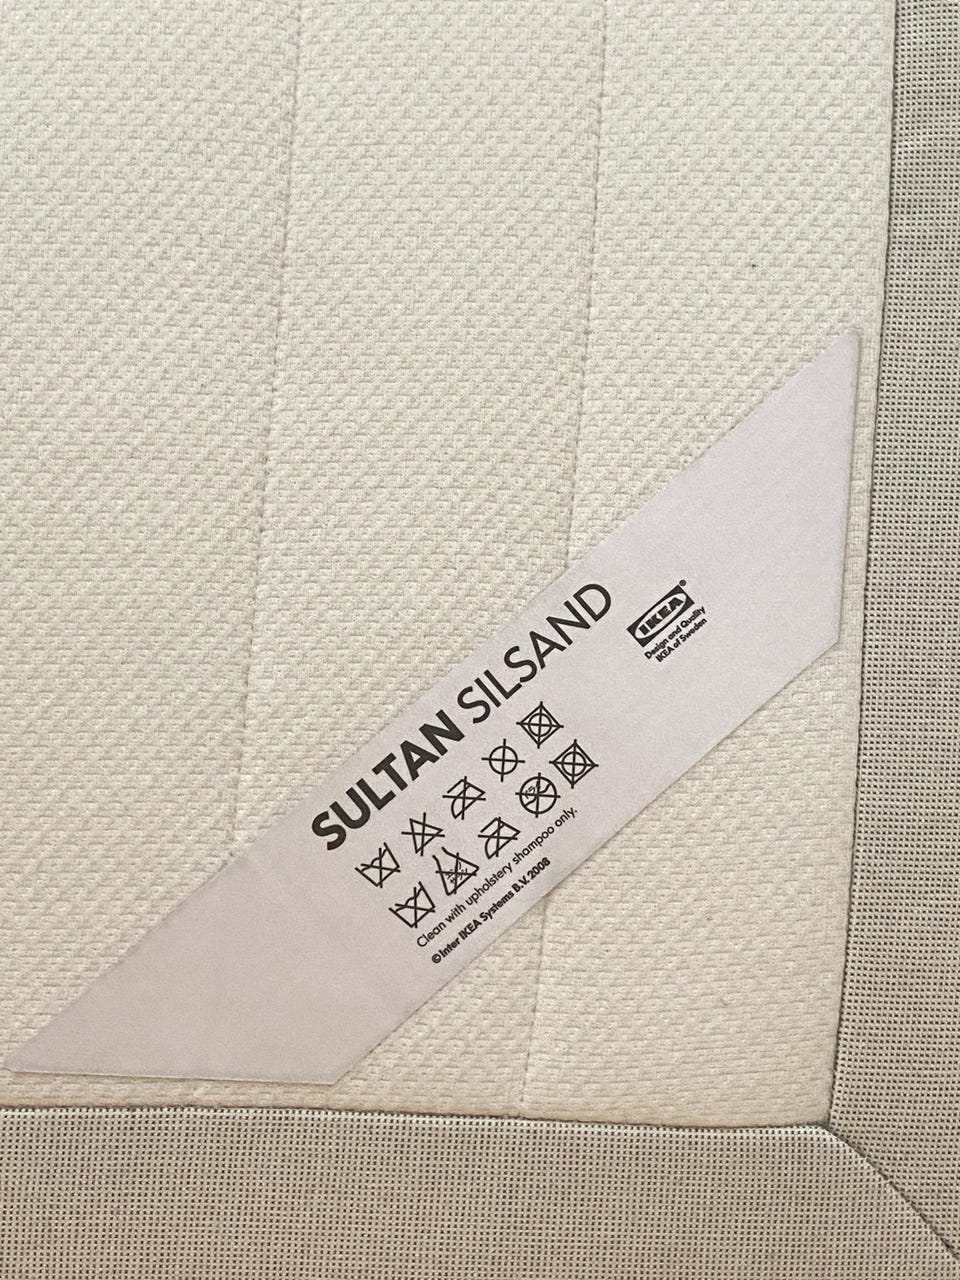 SULTAN SILSAND
Clean with upholstery shampoo only.
©Inter IKEA Systems B.V. 2008
IKEA®
Design and Quality
IKEA of Sweden